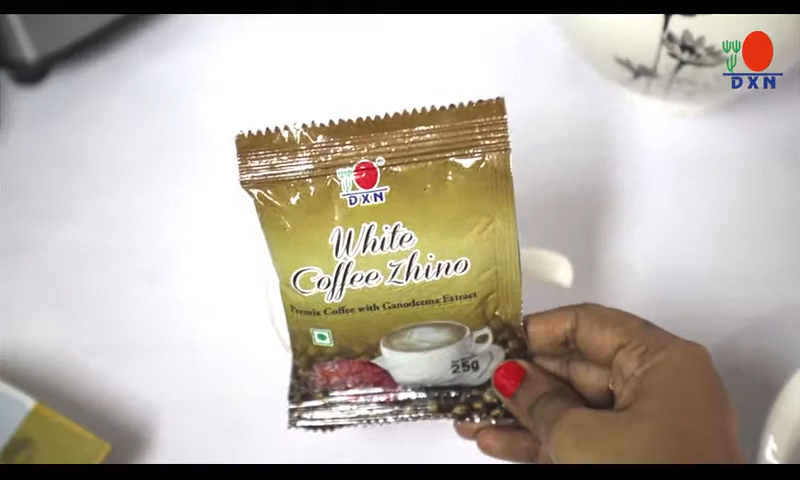 DXN
DXN
White
Coffee Zhino
Premix Coffee with Ganoderma Extract
25g